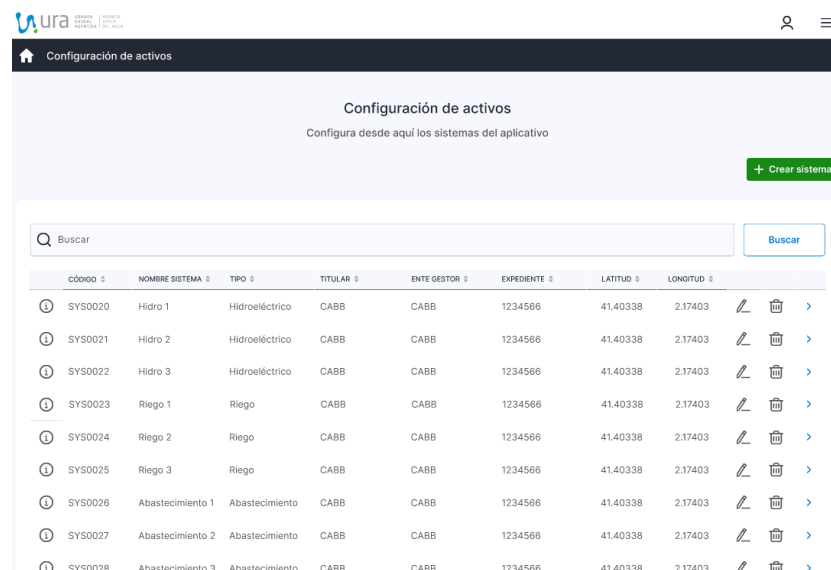 ura
Configuración de activos
Configuración de activos
Configura desde aquí los sistemas del aplicativo
+ Crear sistema
Buscar Buscar
CÓDIGO NOMBRE SISTEMA TIPO TITULAR ENTE GESTOR EXPEDIENTE LATITUD LONGITUD
SYS0020 Hidro 1 Hidroeléctrico CABB CABB 1234566 41.40338 2.17403
SYS0021 Hidro 2 Hidroeléctrico CABB CABB 1234566 41.40338 2.17403
SYS0022 Hidro 3 Hidroeléctrico CABB CABB 1234566 41.40338 2.17403
SYS0023 Riego 1 Riego CABB CABB 1234566 41.40338 2.17403
SYS0024 Riego 2 Riego CABB CABB 1234566 41.40338 2.17403
SYS0025 Riego 3 Riego CABB CABB 1234566 41.40338 2.17403
SYS0026 Abastecimiento 1 Abastecimiento CABB CABB 1234566 41.40338 2.17403
SYS0027 Abastecimiento 2 Abastecimiento CABB CABB 1234566 41.40338 2.17403
SYS0028 Abastecimiento 3 Abastecimiento CABB CABB 1234566 41.40338 2.17403